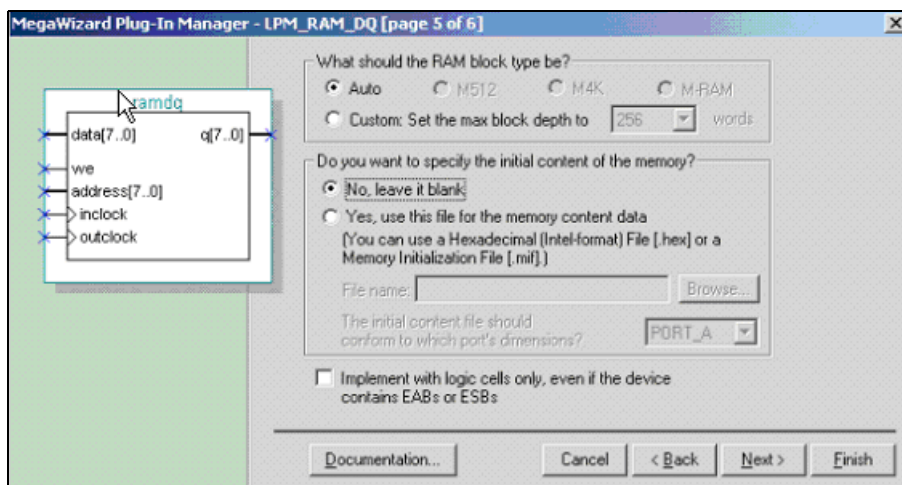 MegaWizard Plug-In Manager - LPM_RAM_DQ [page 5 of 6]
ramdq
data[7..0] q[7..0]
we
address[7..0]
inclock
outclock
What should the RAM block type be?
Auto M512 M4K M-RAM
Custom: Set the max block depth to 256 words
Do you want to specify the initial content of the memory?
No, leave it blank
Yes, use this file for the memory content data
(You can use a Hexadecimal (Intel-format) File [.hex] or a
Memory Initialization File [.mif].)
File name: Browse...
The initial content file should
conform to which port's dimensions? PORT_A
Implement with logic cells only, even if the device
contains EABs or ESBs
Documentation... Cancel < Back Next > Finish